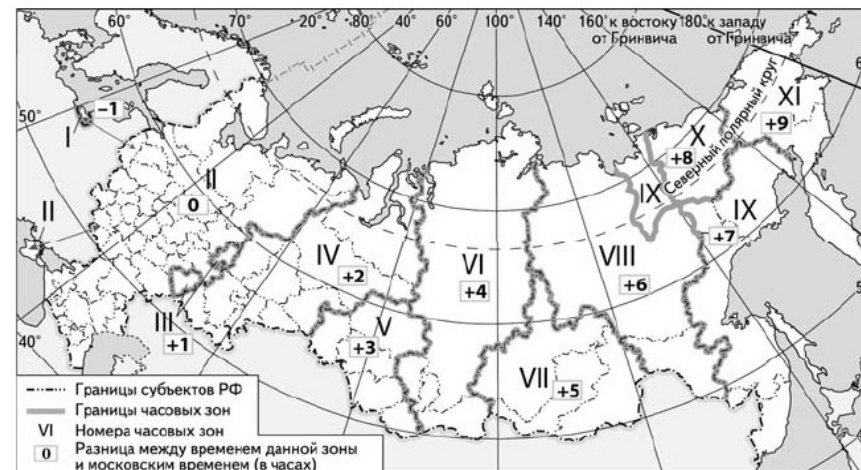 60° 70° 20° 80° 40° 60° 100° 140° 160° к востоку 180° к западу
от Гринвича от Гринвича
50°
40°
I
−1
II
II
0
III
+1
IV
+2
V
+3
VI
+4
VII
+5
VIII
+6
IX
IX
+7
X
+8
XI
+9
Северный полярный круг
Границы субъектов РФ
Границы часовых зон
VI Номера часовых зон
0 Разница между временем данной зоны
и московским временем (в часах)